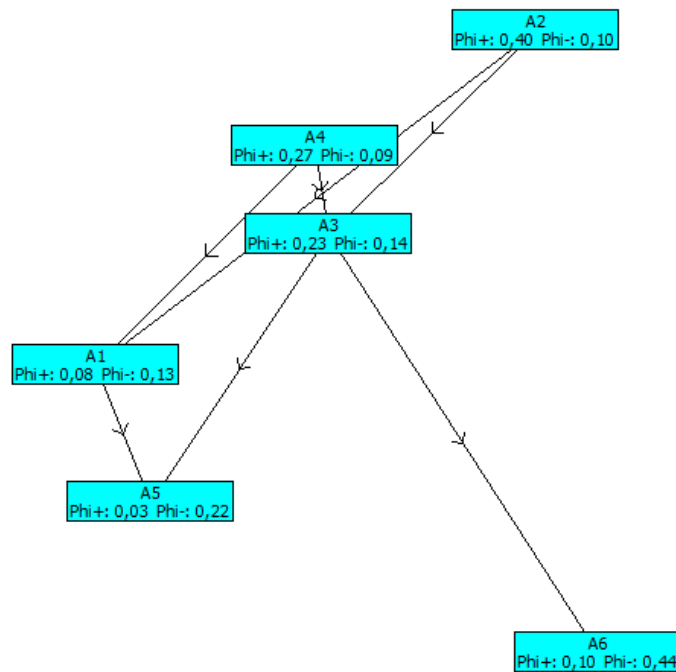 A2
Phi+: 0,40 Phi-: 0,10
A4
Phi+: 0,27 Phi-: 0,09
A3
Phi+: 0,23 Phi-: 0,14
A1
Phi+: 0,08 Phi-: 0,13
A5
Phi+: 0,03 Phi-: 0,22
A6
Phi+: 0,10 Phi-: 0,44